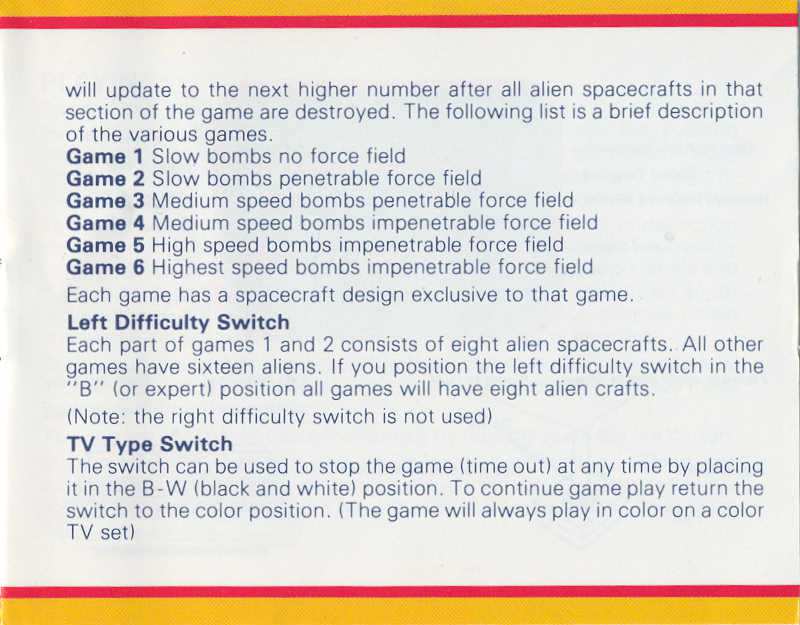 will update to the next higher number after all alien spacecrafts in that
section of the game are destroyed. The following list is a brief description
of the various games.
Game 1 Slow bombs no force field
Game 2 Slow bombs penetrable force field
Game 3 Medium speed bombs penetrable force field
Game 4 Medium speed bombs impenetrable force field
Game 5 High speed bombs impenetrable force field
Game 6 Highest speed bombs impenetrable force field
Each game has a spacecraft design exclusive to that game.
Left Difficulty Switch
Each part of games 1 and 2 consists of eight alien spacecrafts. All other
games have sixteen aliens. If you position the left difficulty switch in the
"B" (or expert) position all games will have eight alien crafts.
(Note: the right difficulty switch is not used)
TV Type Switch
The switch can be used to stop the game (time out) at any time by placing
it in the B-W (black and white) position. To continue game play return the
switch to the color position. (The game will always play in color on a color
TV set)